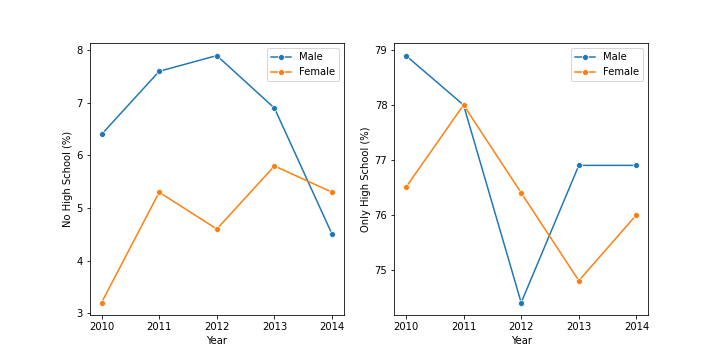 8
7
6
5
4
3
No High School (%)
2010 2011 2012 2013 2014
Year
Male
Female
79
78
77
76
75
Only High School (%)
2010 2011 2012 2013 2014
Year
Male
Female